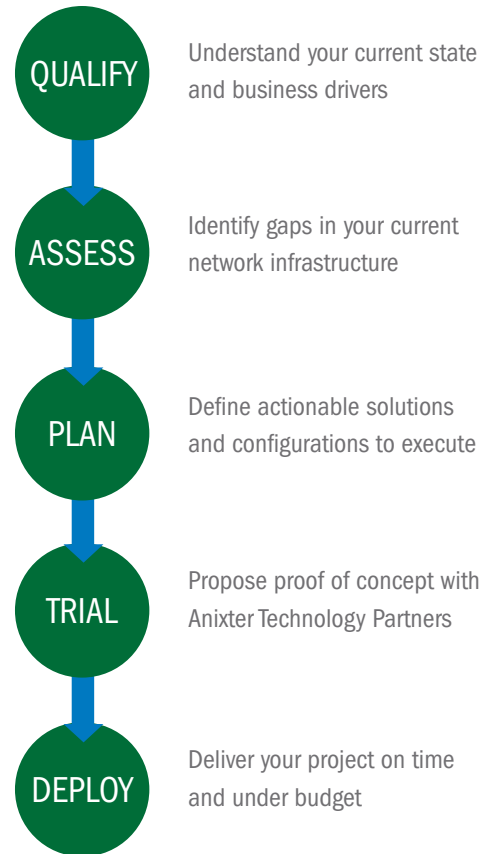 QUALIFY
Understand your current state
and business drivers
ASSESS
Identify gaps in your current
network infrastructure
PLAN
Define actionable solutions
and configurations to execute
TRIAL
Propose proof of concept with
Anixter Technology Partners
DEPLOY
Deliver your project on time
and under budget